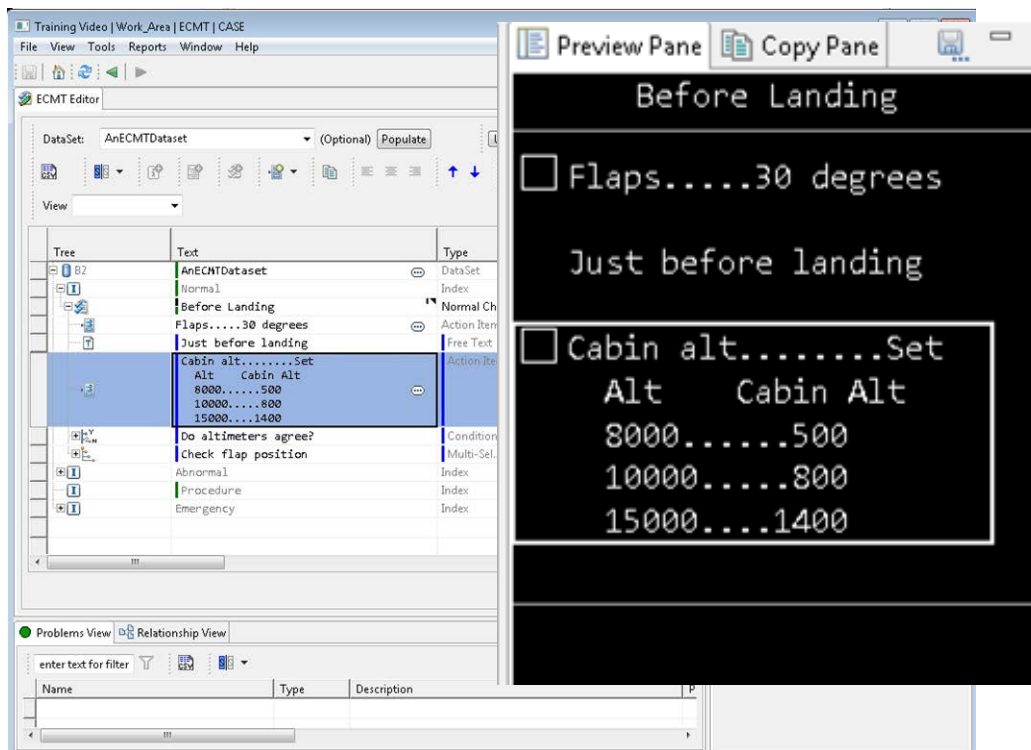 Training Video | Work_Area | ECMT | CASE
File View Tools Reports Window Help
ECMT Editor
DataSet: AnECMTDataset (Optional) Populate
View
Tree Text Type
B2 AnECMTDataset DataSet
Normal Index
Before Landing Normal Ch
Flaps.....30 degrees Action Item
Just before landing Free Text
Cabin alt........Set Action Ite
Alt Cabin Alt
8000......500
10000.....800
15000....1400
Do altimeters agree? Condition
Check flap position Multi-Sel.
Abnormal Index
Procedure Index
Emergency Index
Problems View Relationship View
enter text for filter
Name Type Description P
Preview Pane Copy Pane
Before Landing
Flaps.....30 degrees
Just before landing
Cabin alt........Set
Alt Cabin Alt
8000......500
10000.....800
15000....1400